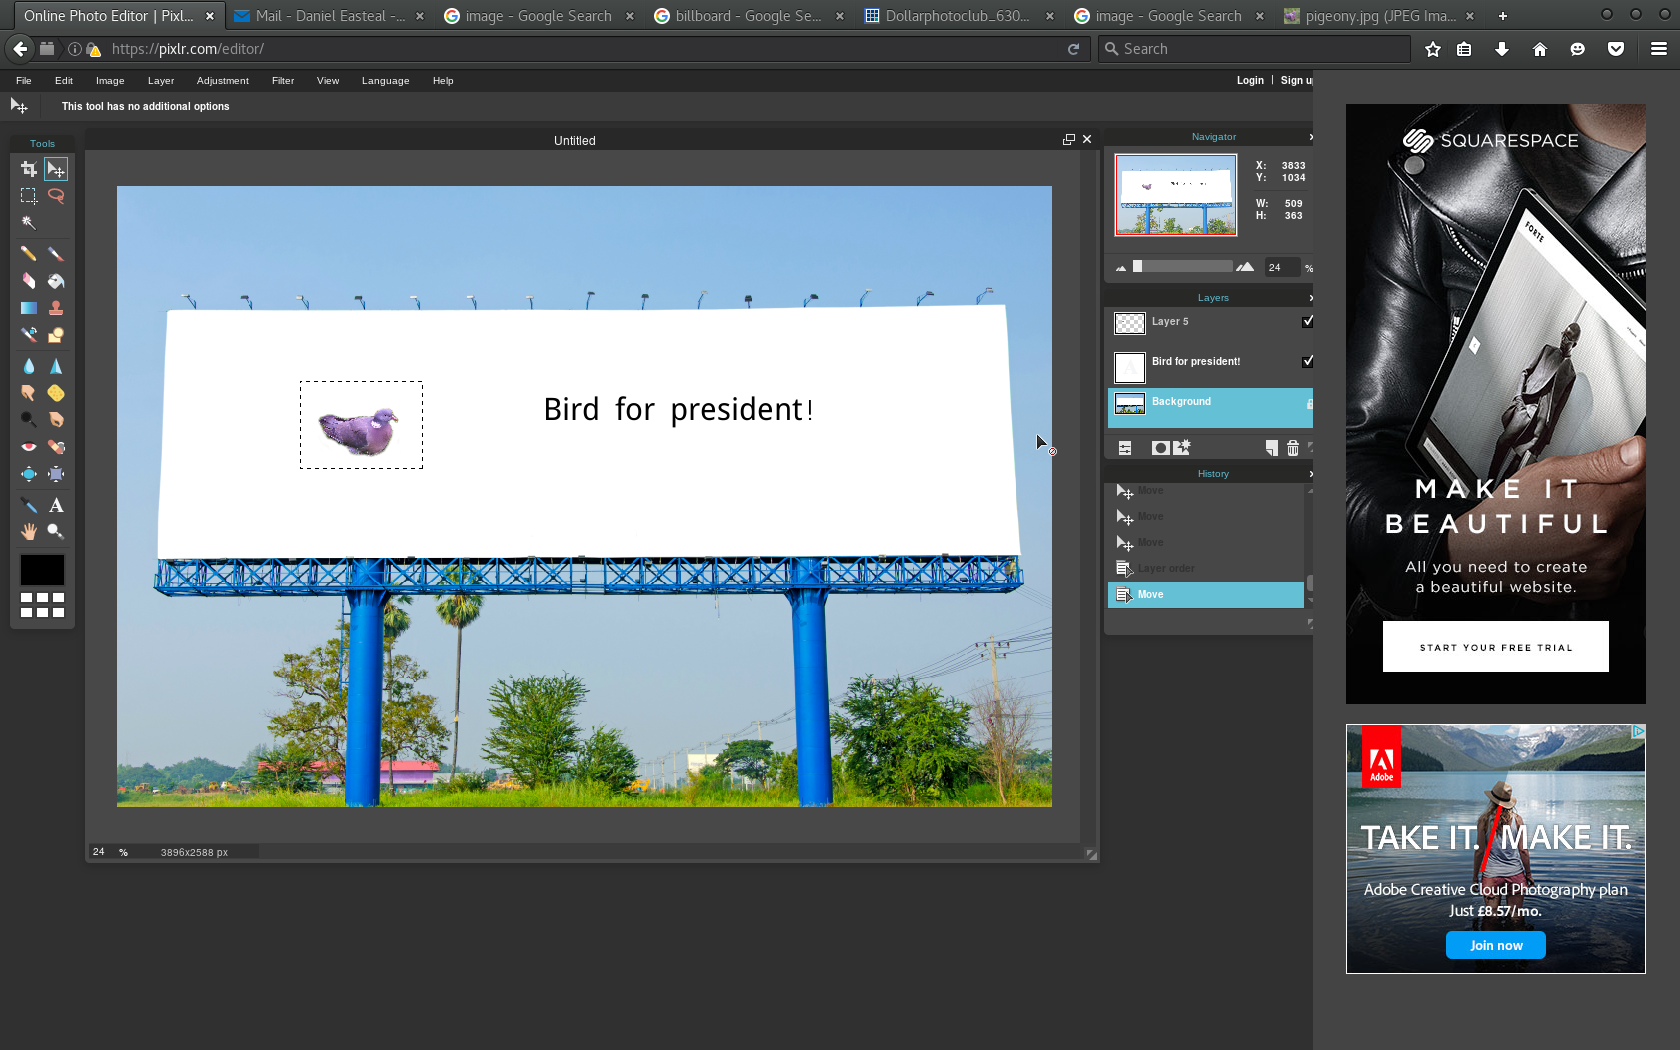 Online Photo Editor | Pixl...
Mail - Daniel Easteal -...
image - Google Search
billboard - Google Se...
Dollarphotoclub_630...
image - Google Search
pigeony.jpg (JPEG Ima...
https://pixlr.com/editor/
Search
File Edit Image Layer Adjustment Filter View Language Help
Login | Sign u
This tool has no additional options
Tools
Untitled
Bird for president!
24 % 3896x2588 px
Navigator
X: 3833
Y: 1034
W: 509
H: 363
24 %
Layers
Layer 5
Bird for president!
Background
History
Move
Move
Move
Layer order
Move
SQUARESPACE
FORTE
MAKE IT
BEAUTIFUL
All you need to create
a beautiful website.
START YOUR FREE TRIAL
Adobe
TAKE IT. / MAKE IT.
Adobe Creative Cloud Photography plan
Just £8.57/mo.
Join now